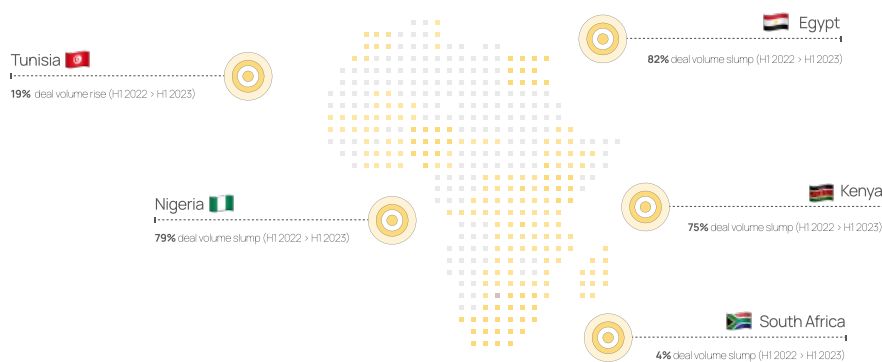 Egypt
82% deal volume slump (H1 2022 > H1 2023)
Tunisia
19% deal volume rise (H1 2022 > H1 2023)
Kenya
75% deal volume slump (H1 2022 > H1 2023)
Nigeria
79% deal volume slump (H1 2022 > H1 2023)
South Africa
4% deal volume slump (H1 2022 > H1 2023)